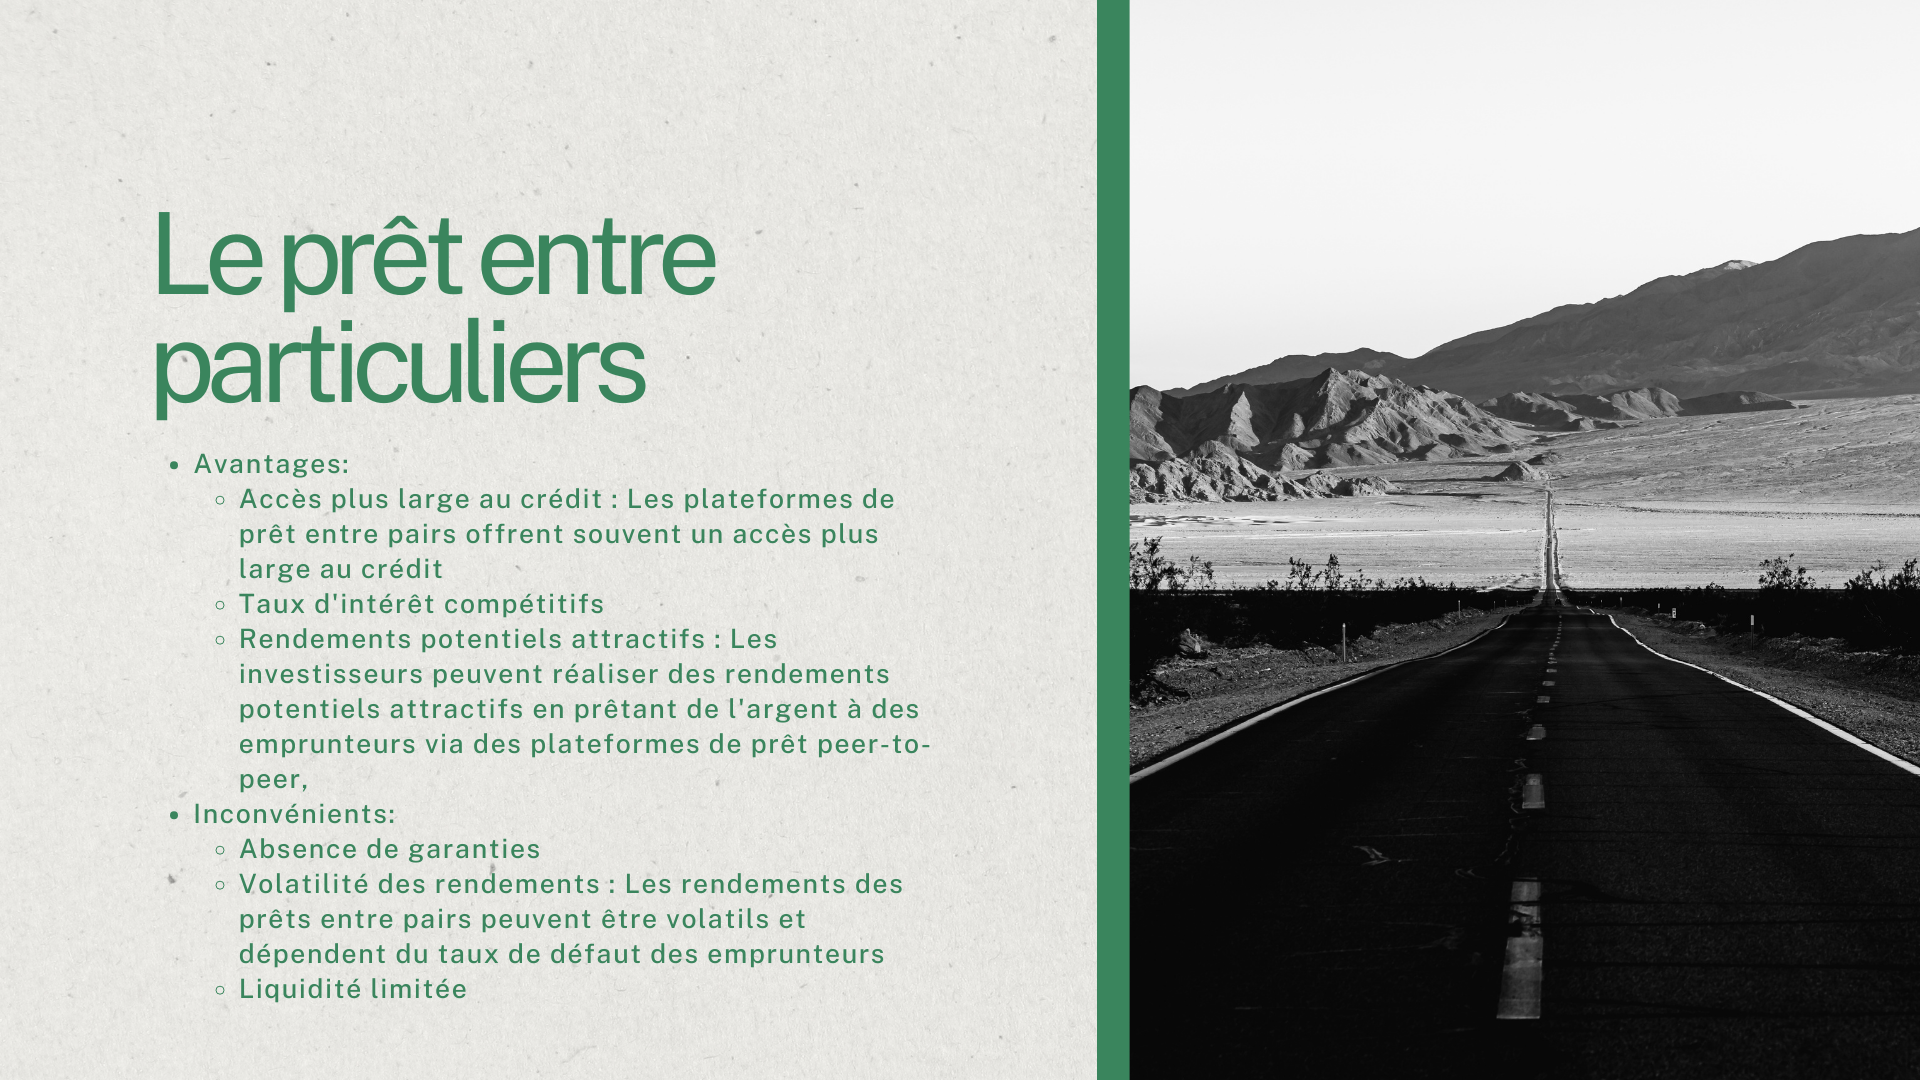 Le prêt entre
particuliers
• Avantages:
◦ Accès plus large au crédit : Les plateformes de
prêt entre pairs offrent souvent un accès plus
large au crédit
◦ Taux d'intérêt compétitifs
◦ Rendements potentiels attractifs : Les
investisseurs peuvent réaliser des rendements
potentiels attractifs en prêtant de l'argent à des
emprunteurs via des plateformes de prêt peer-to-
peer,
• Inconvénients:
◦ Absence de garanties
◦ Volatilité des rendements : Les rendements des
prêts entre pairs peuvent être volatils et
dépendent du taux de défaut des emprunteurs
◦ Liquidité limitée